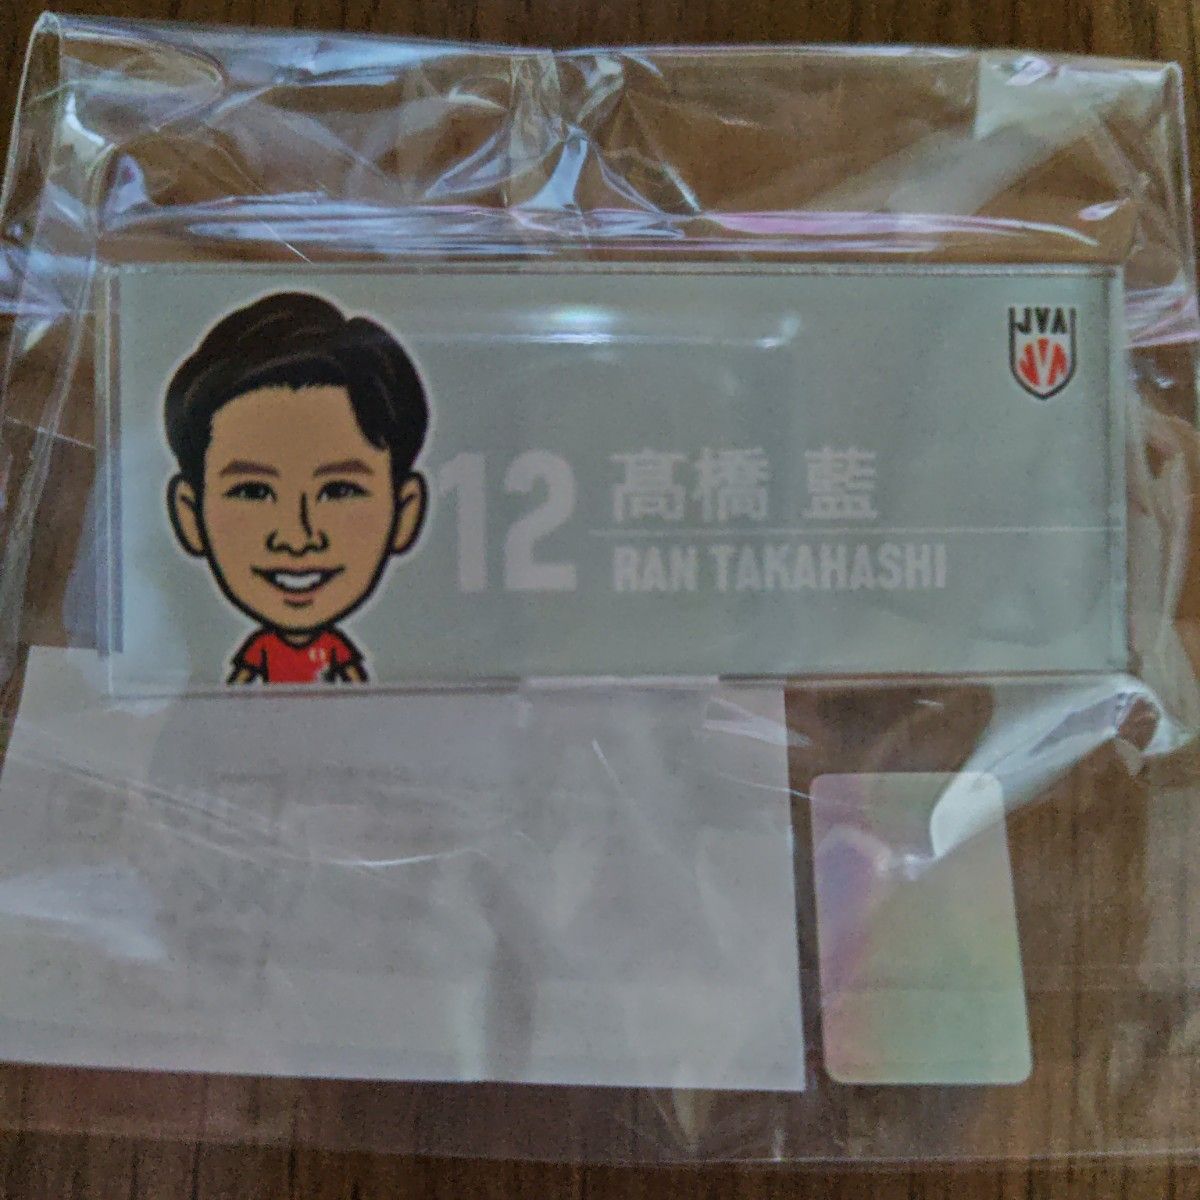 JVA
12
髙橋 藍
RAN TAKAHASHI